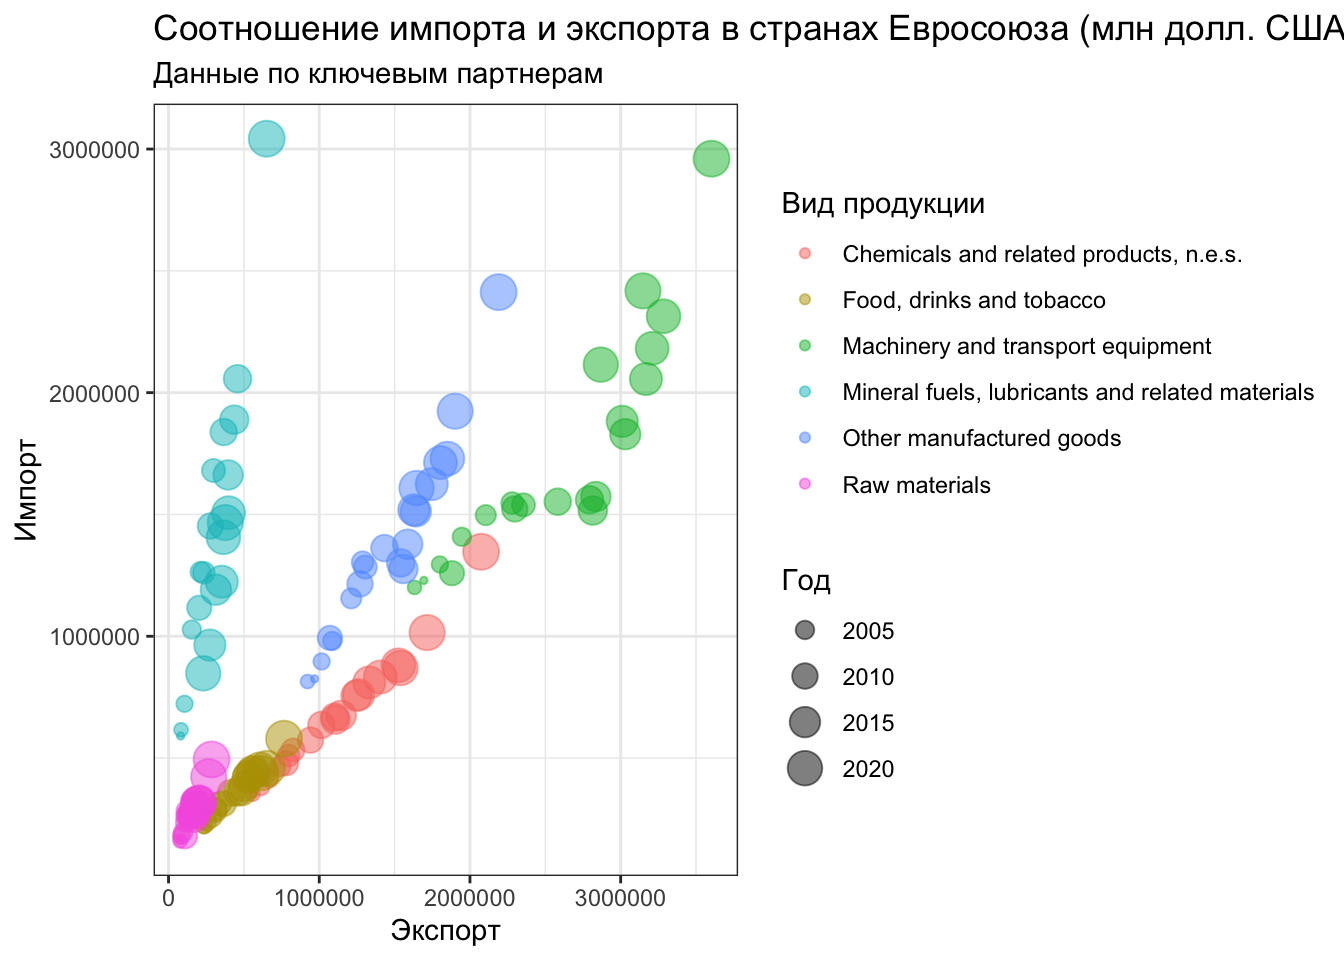 Соотношение импорта и экспорта в странах Евросоюза (млн долл. США
Данные по ключевым партнерам
3000000
2000000
1000000
Импорт
0 1000000 2000000 3000000
Экспорт
Вид продукции
Chemicals and related products, n.e.s.
Food, drinks and tobacco
Machinery and transport equipment
Mineral fuels, lubricants and related materials
Other manufactured goods
Raw materials
Год
2005
2010
2015
2020